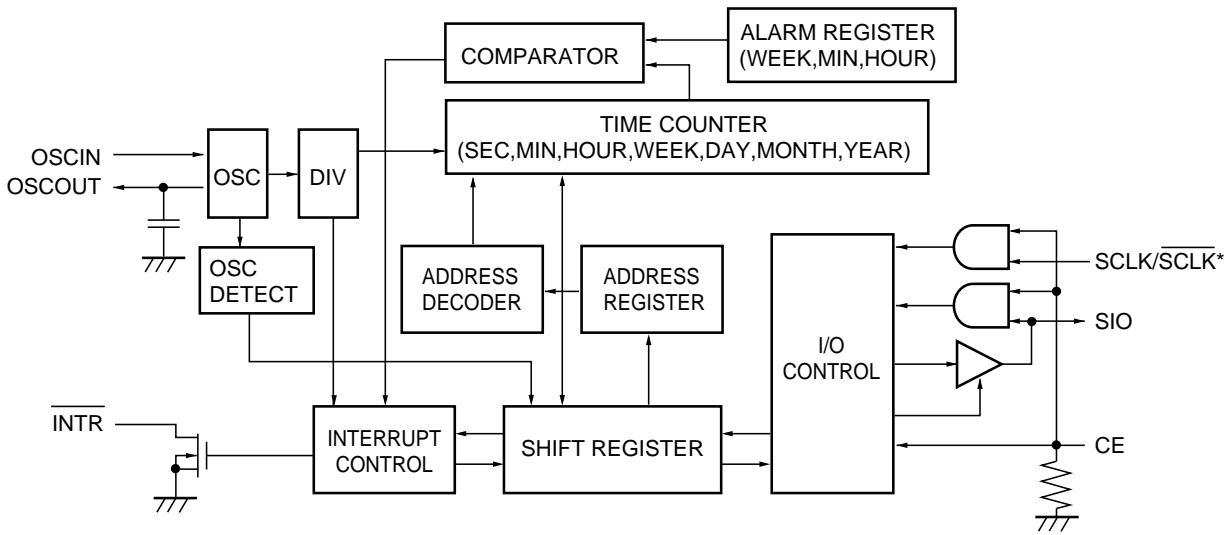 COMPARATOR
ALARM REGISTER
(WEEK,MIN,HOUR)
TIME COUNTER
(SEC,MIN,HOUR,WEEK,DAY,MONTH,YEAR)
OSCIN
OSCOUT
OSC
DIV
OSC
DETECT
ADDRESS
DECODER
ADDRESS
REGISTER
I/O
CONTROL
SCLK/SCLK*
SIO
CE
INTR
INTERRUPT
CONTROL
SHIFT REGISTER